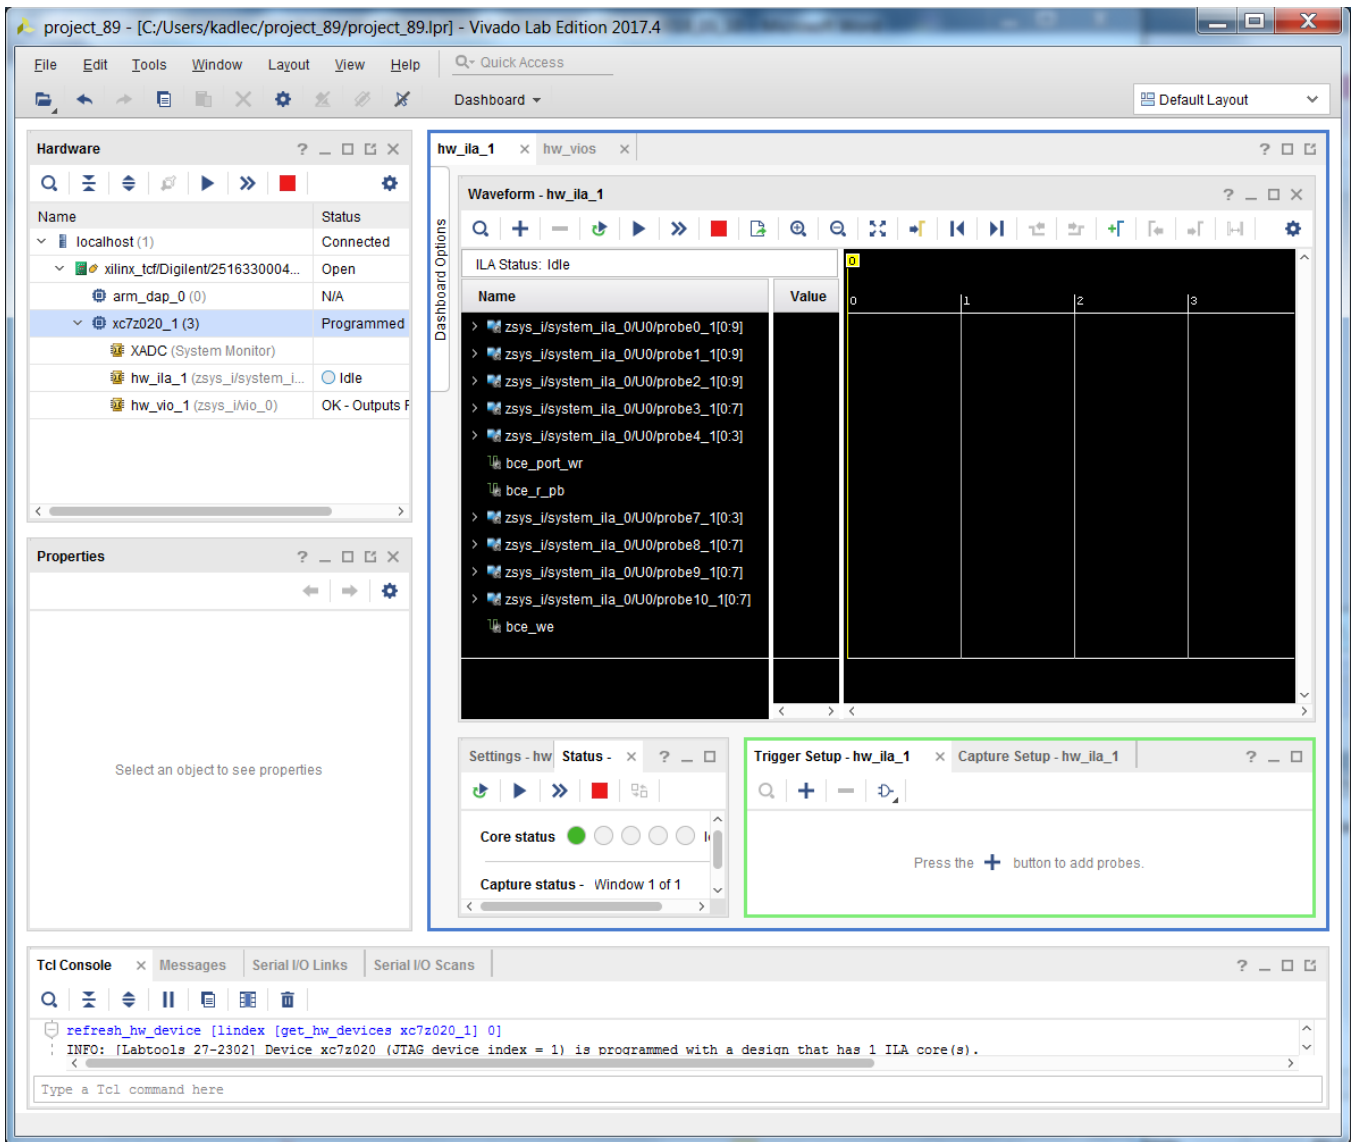 project_89 - [C:/Users/kadlec/project_89/project_89.lpr] - Vivado Lab Edition 2017.4
File Edit Tools Window Layout View Help Quick Access
Dashboard Default Layout
Hardware
Name Status
localhost (1) Connected
xilinx_tcf/Digilent/2516330004... Open
arm_dap_0 (0) N/A
xc7z020_1 (3) Programmed
XADC (System Monitor)
hw_ila_1 (zsys_i/system_i... Idle
hw_vio_1 (zsys_i/vio_0) OK - Outputs
Properties
Select an object to see properties
hw_ila_1 hw_vios
Dashboard Options
Waveform - hw_ila_1
ILA Status: Idle
0
Name Value
0 1 2 3
zsys_i/system_ila_0/U0/probe0_1[0:9]
zsys_i/system_ila_0/U0/probe1_1[0:9]
zsys_i/system_ila_0/U0/probe2_1[0:9]
zsys_i/system_ila_0/U0/probe3_1[0:7]
zsys_i/system_ila_0/U0/probe4_1[0:3]
bce_port_wr
bce_r_pb
zsys_i/system_ila_0/U0/probe7_1[0:3]
zsys_i/system_ila_0/U0/probe8_1[0:7]
zsys_i/system_ila_0/U0/probe9_1[0:7]
zsys_i/system_ila_0/U0/probe10_1[0:7]
bce_we
Settings - hw Status -
Core status
Capture status - Window 1 of 1
Trigger Setup - hw_ila_1 Capture Setup - hw_ila_1
Press the + button to add probes.
Tcl Console Messages Serial I/O Links Serial I/O Scans
refresh_hw_device [lindex [get_hw_devices xc7z020_1] 0]
INFO: [Labtools 27-2302] Device xc7z020 (JTAG device index = 1) is programmed with a design that has 1 ILA core(s).
Type a Tcl command here